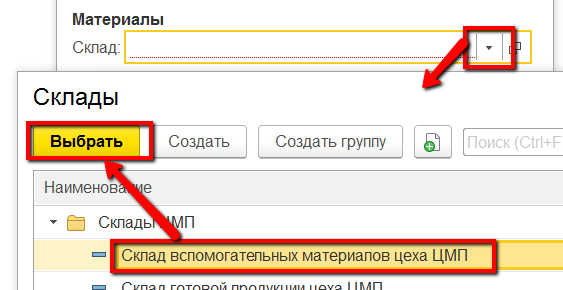 Материалы
Склад:
Склады
Выбрать
Создать
Создать группу
Поиск (Ctrl+F
Наименование
Склады ЦМП
Склад вспомогательных материалов цеха ЦМП
Склад готовой продукции цеха ЦМП